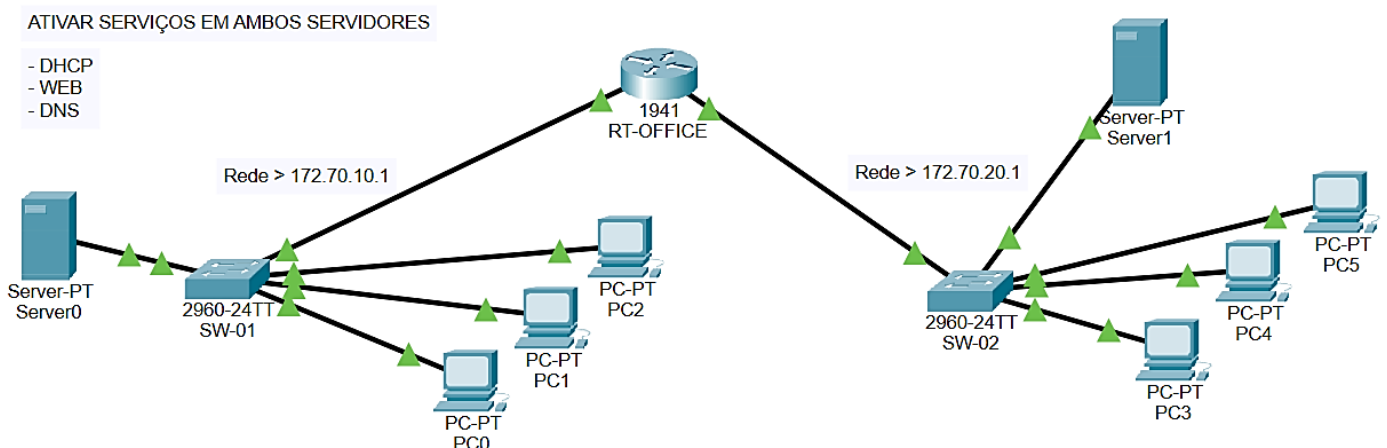 ATIVAR SERVIÇOS EM AMBOS SERVIDORES
- DHCP
- WEB
- DNS
1941
RT-OFFICE
Server-PT
Server1
Rede > 172.70.10.1
Rede > 172.70.20.1
Server-PT
Server0
2960-24TT
SW-01
PC-PT
PC2
PC-PT
PC1
PC-PT
PC0
2960-24TT
SW-02
PC-PT
PC5
PC-PT
PC4
PC-PT
PC3